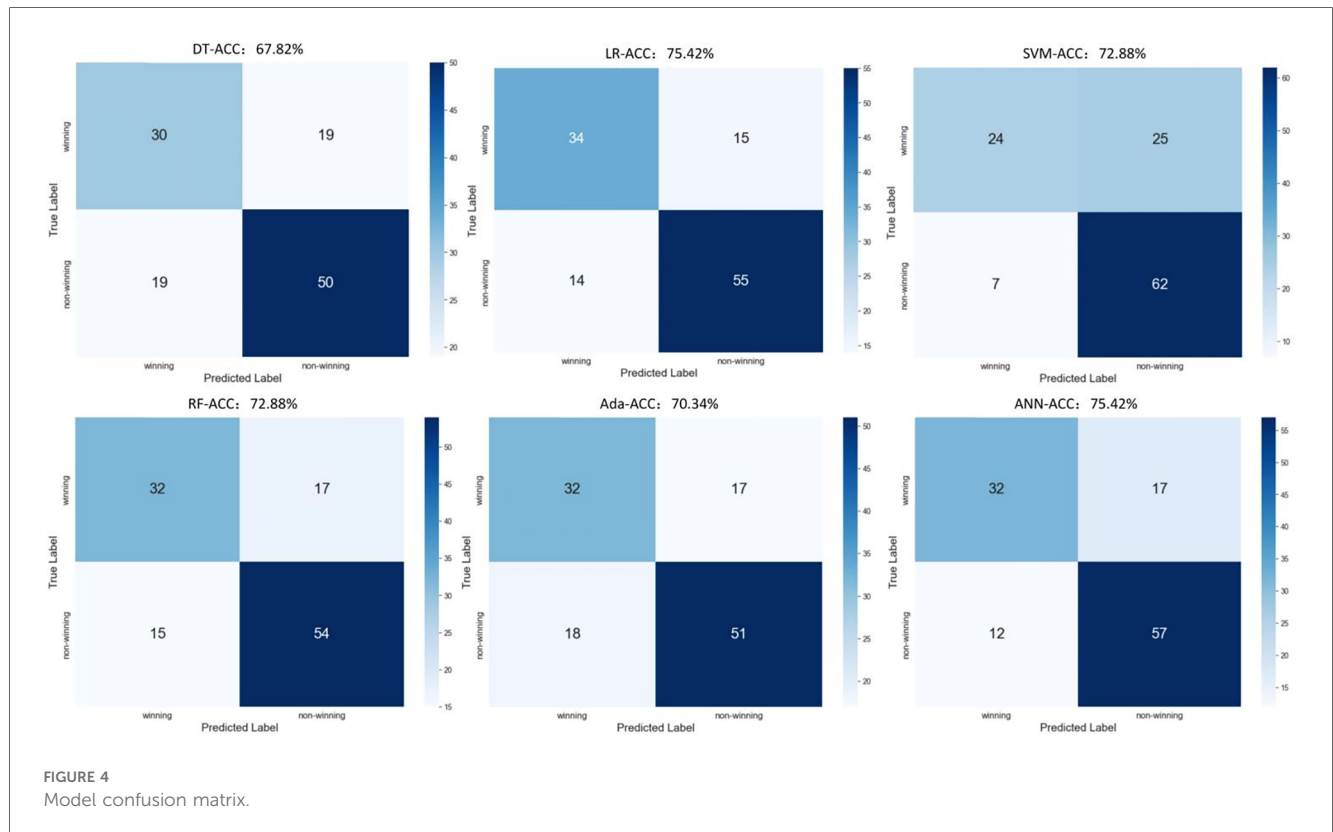 DT-ACC: 67.82%
50
45
40
35
30
25
20
30 19
19 50
winning
non-winning
True Label
winning non-winning
Predicted Label
LR-ACC: 75.42%
55
50
45
40
35
30
25
20
15
34 15
14 55
winning
non-winning
True Label
winning non-winning
Predicted Label
SVM-ACC: 72.88%
60
50
40
30
20
10
24 25
7 62
winning
non-winning
True Label
winning non-winning
Predicted Label
RF-ACC: 72.88%
50
45
40
35
30
25
20
15
32 17
15 54
winning
non-winning
True Label
winning non-winning
Predicted Label
Ada-ACC: 70.34%
50
45
40
35
30
25
20
32 17
18 51
winning
non-winning
True Label
winning non-winning
Predicted Label
ANN-ACC: 75.42%
55
50
45
40
35
30
25
20
15
32 17
12 57
winning
non-winning
True Label
winning non-winning
Predicted Label
FIGURE 4
Model confusion matrix.